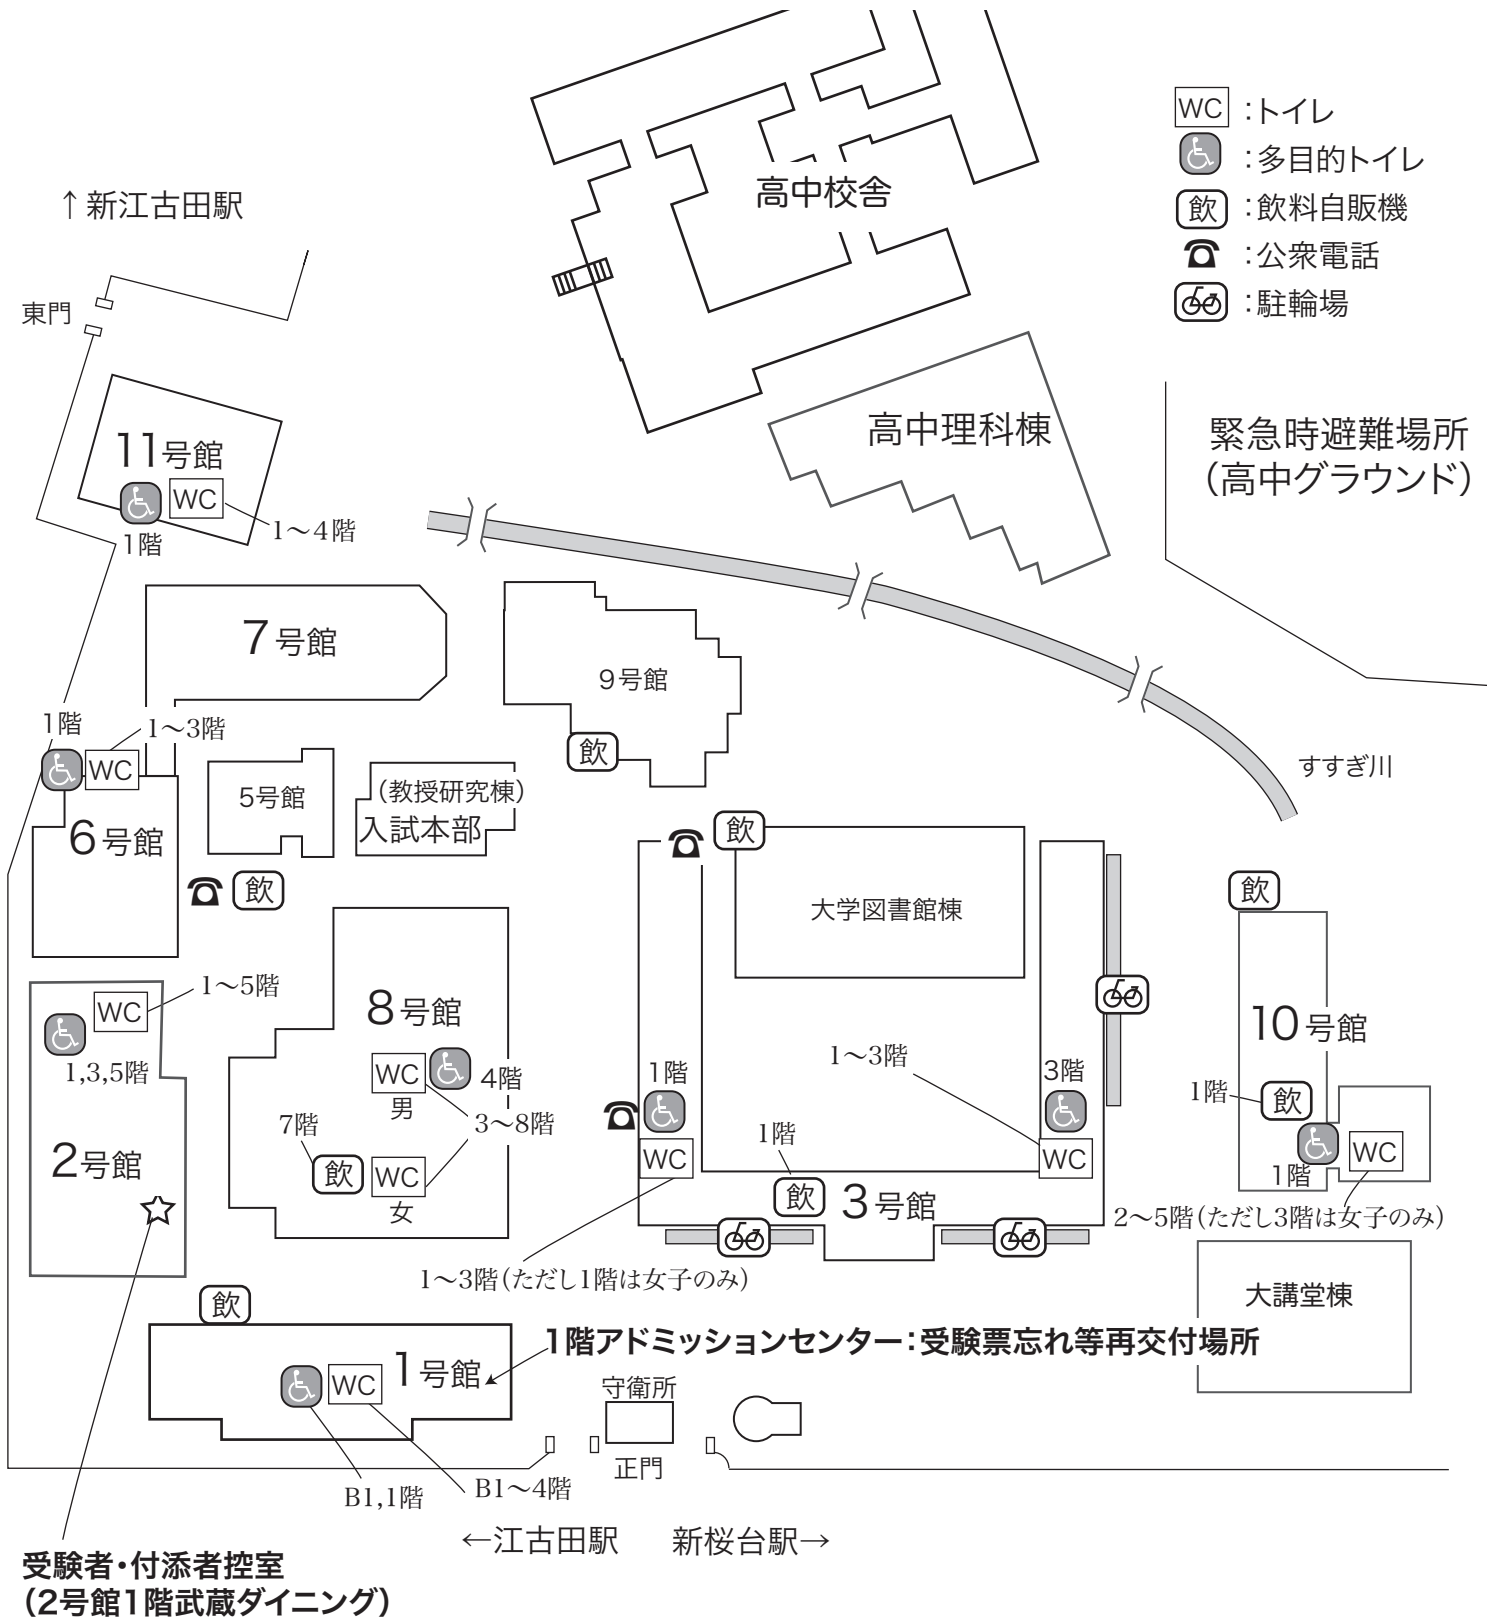 WC :トイレ
:多目的トイレ
飲 :飲料自販機
:公衆電話
:駐輪場
高中校舎
↑新江古田駅
東門
高中理科棟
緊急時避難場所
(高中グラウンド)
11号館
WC
1階
1〜4階
7号館
9号館
飲
すすぎ川
1階
1〜3階
WC
6号館
5号館
(教授研究棟)
入試本部
飲
飲
大学図書館棟
飲
10号館
1階
飲
1階
WC
2〜5階(ただし3階は女子のみ)
1〜5階
WC
1,3,5階
2号館
8号館
WC
男
4階
3〜8階
7階
飲
WC
女
1階
WC
1〜3階
3階
WC
1階
飲
3号館
1〜3階(ただし1階は女子のみ)
大講堂棟
飲
1階アドミッションセンター:受験票忘れ等再交付場所
WC
1号館
守衛所
正門
B1,1階
B1〜4階
←江古田駅
新桜台駅→
受験者・付添者控室
(2号館1階武蔵ダイニング)